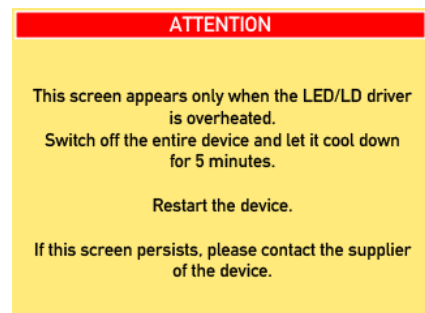 ATTENTION
This screen appears only when the LED/LD driver
is overheated.
Switch off the entire device and let it cool down
for 5 minutes.
Restart the device.
If this screen persists, please contact the supplier
of the device.